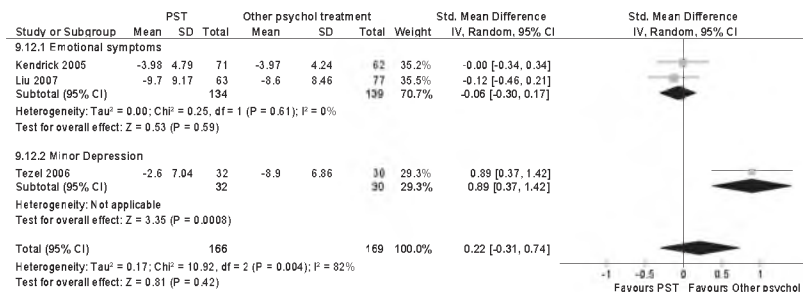 PST Other psychol treatment Std. Mean Difference Std. Mean Difference
Study or Subgroup Mean SD Total Mean SD Total Weight IV, Random, 95% CI IV, Random, 95% CI
9.12.1 Emotional symptoms
Kendrick 2005 -3.98 4.79 71 -3.97 4.24 62 35.2% -0.00 [-0.34, 0.34]
Liu 2007 -9.7 9.17 63 -8.6 8.46 77 35.5% -0.12 [-0.46, 0.21]
Subtotal (95% CI) 134 139 70.7% -0.06 [-0.30, 0.17]
Heterogeneity: Tau² = 0.00; Chi² = 0.25, df = 1 (P = 0.61); I² = 0%
Test for overall effect: Z = 0.53 (P = 0.59)
9.12.2 Minor Depression
Tezel 2006 -2.6 7.04 32 -8.9 6.86 30 29.3% 0.89 [0.37, 1.42]
Subtotal (95% CI) 32 30 29.3% 0.89 [0.37, 1.42]
Heterogeneity: Not applicable
Test for overall effect: Z = 3.35 (P = 0.0008)
Total (95% CI) 166 169 100.0% 0.22 [-0.31, 0.74]
Heterogeneity: Tau² = 0.17; Chi² = 10.92, df = 2 (P = 0.004); I² = 82%
Test for overall effect: Z = 0.81 (P = 0.42)
-1 -0.5 0 0.5 1
Favours PST Favours Other psychol